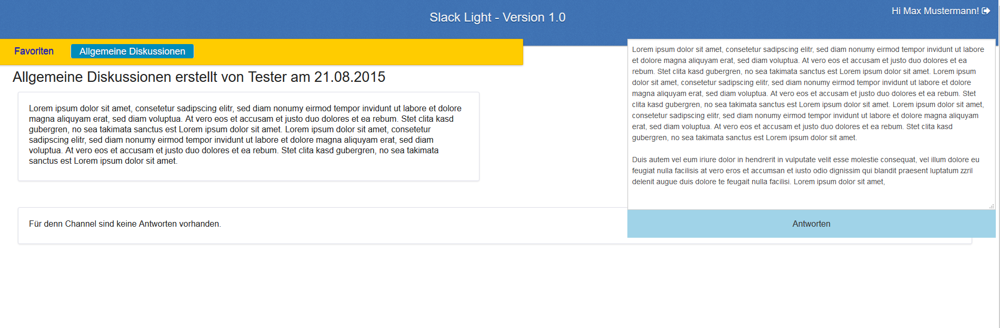 Slack Light - Version 1.0
Hi Max Mustermann!
Favoriten
Allgemeine Diskussionen
Allgemeine Diskussionen erstellt von Tester am 21.08.2015
Lorem ipsum dolor sit amet, consetetur sadipscing elitr, sed diam nonumy eirmod tempor invidunt ut labore et dolore
magna aliquyam erat, sed diam voluptua. At vero eos et accusam et justo duo dolores et ea rebum. Stet clita kasd
gubergren, no sea takimata sanctus est Lorem ipsum dolor sit amet. Lorem ipsum dolor sit amet, consetetur
sadipscing elitr, sed diam nonumy eirmod tempor invidunt ut labore et dolore magna aliquyam erat, sed diam
voluptua. At vero eos et accusam et justo duo dolores et ea rebum. Stet clita kasd gubergren, no sea takimata
sanctus est Lorem ipsum dolor sit amet.
Für denn Channel sind keine Antworten vorhanden.
Lorem ipsum dolor sit amet, consetetur sadipscing elitr, sed diam nonumy eirmod tempor invidunt ut labore
et dolore magna aliquyam erat, sed diam voluptua. At vero eos et accusam et justo duo dolores et ea
rebum. Stet clita kasd gubergren, no sea takimata sanctus est Lorem ipsum dolor sit amet. Lorem ipsum
dolor sit amet, consetetur sadipscing elitr, sed diam nonumy eirmod tempor invidunt ut labore et dolore
magna aliquyam erat, sed diam voluptua. At vero eos et accusam et justo duo dolores et ea rebum. Stet
clita kasd gubergren, no sea takimata sanctus est Lorem ipsum dolor sit amet. Lorem ipsum dolor sit amet,
consetetur sadipscing elitr, sed diam nonumy eirmod tempor invidunt ut labore et dolore magna aliquyam
erat, sed diam voluptua. At vero eos et accusam et justo duo dolores et ea rebum. Stet clita kasd
gubergren, no sea takimata sanctus est Lorem ipsum dolor sit amet.
Duis autem vel eum iriure dolor in hendrerit in vulputate velit esse molestie consequat, vel illum dolore eu
feugiat nulla facilisis at vero eros et accumsan et iusto odio dignissim qui blandit praesent luptatum zzril
delenit augue duis dolore te feugait nulla facilisi. Lorem ipsum dolor sit amet,
Antworten